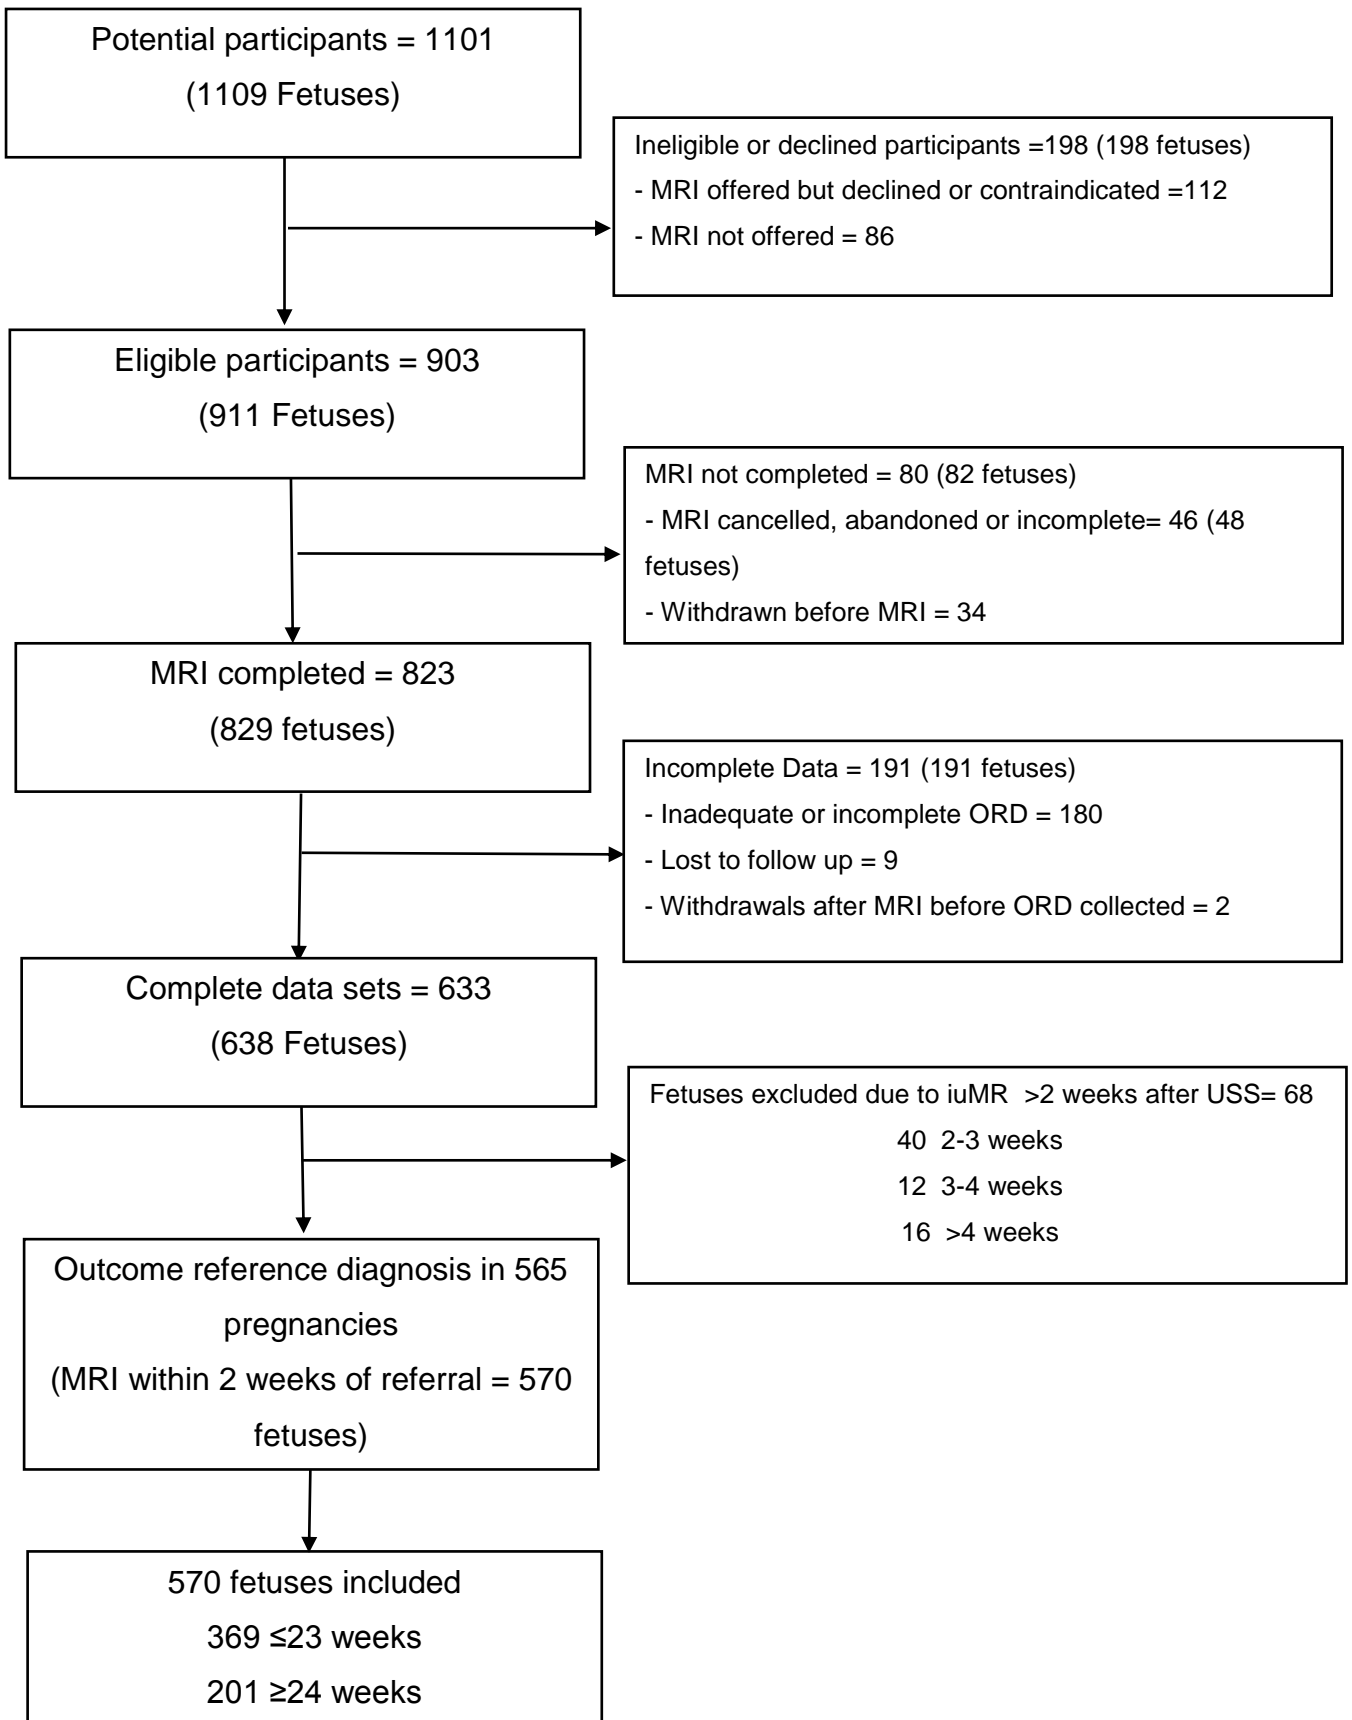 Potential participants = 1101
(1109 Fetuses)
Ineligible or declined participants =198 (198 fetuses)
- MRI offered but declined or contraindicated =112
- MRI not offered = 86
Eligible participants = 903
(911 Fetuses)
MRI not completed = 80 (82 fetuses)
- MRI cancelled, abandoned or incomplete= 46 (48
fetuses)
- Withdrawn before MRI = 34
MRI completed = 823
(829 fetuses)
Incomplete Data = 191 (191 fetuses)
- Inadequate or incomplete ORD = 180
- Lost to follow up = 9
- Withdrawals after MRI before ORD collected = 2
Complete data sets = 633
(638 Fetuses)
Fetuses excluded due to iuMR >2 weeks after USS= 68
40 2-3 weeks
12 3-4 weeks
16 >4 weeks
Outcome reference diagnosis in 565
pregnancies
(MRI within 2 weeks of referral = 570
fetuses)
570 fetuses included
369 ≤23 weeks
201 ≥24 weeks